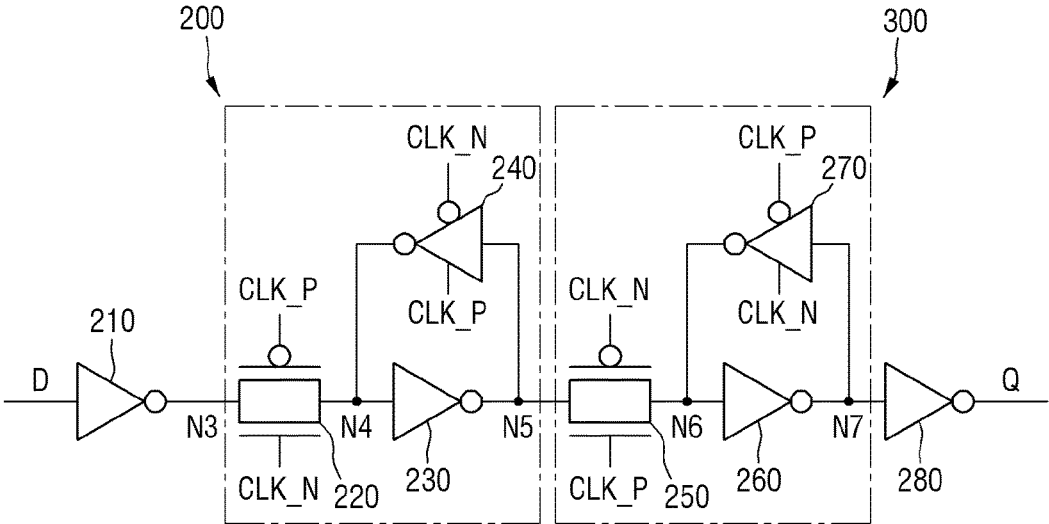 200
300
CLK_N
240
CLK_P
270
CLK_P
CLK_P
CLK_N
CLK_N
210
D
N3
N4
N5
N6
N7
Q
CLK_N
220
230
CLK_P
250
260
280